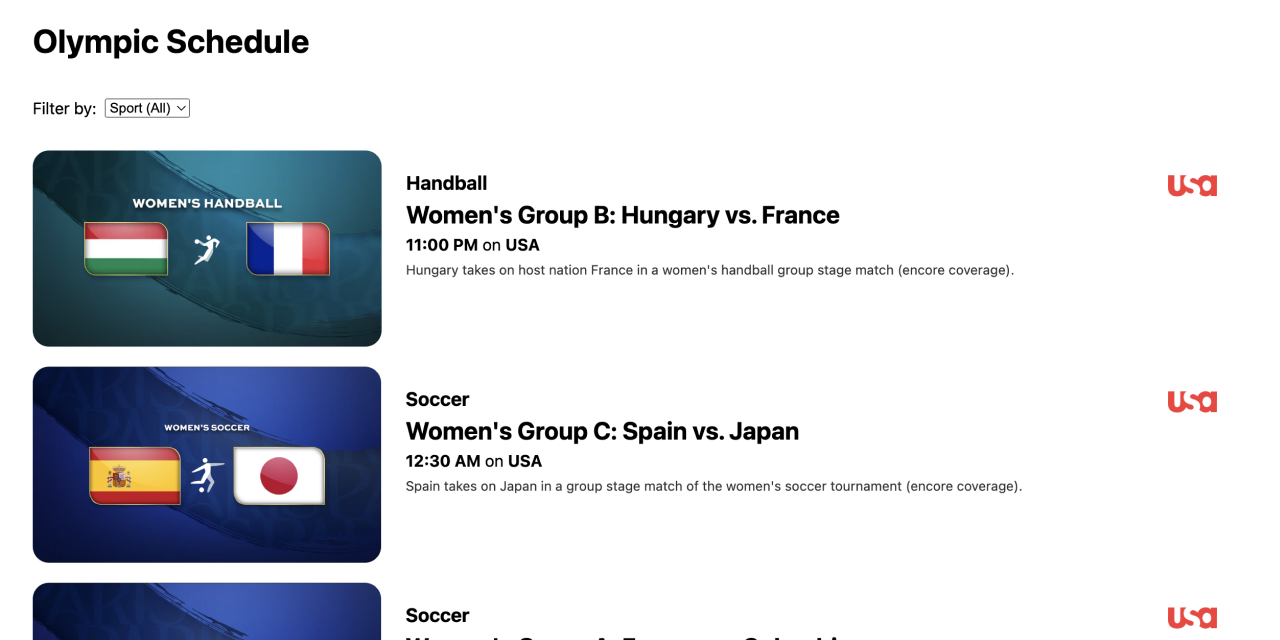 Olympic Schedule
Filter by: Sport (All)
WOMEN'S HANDBALL
Handball
usa
Women's Group B: Hungary vs. France
11:00 PM on USA
Hungary takes on host nation France in a women's handball group stage match (encore coverage).
WOMEN'S SOCCER
Soccer
usa
Women's Group C: Spain vs. Japan
12:30 AM on USA
Spain takes on Japan in a group stage match of the women's soccer tournament (encore coverage).
Soccer
usa